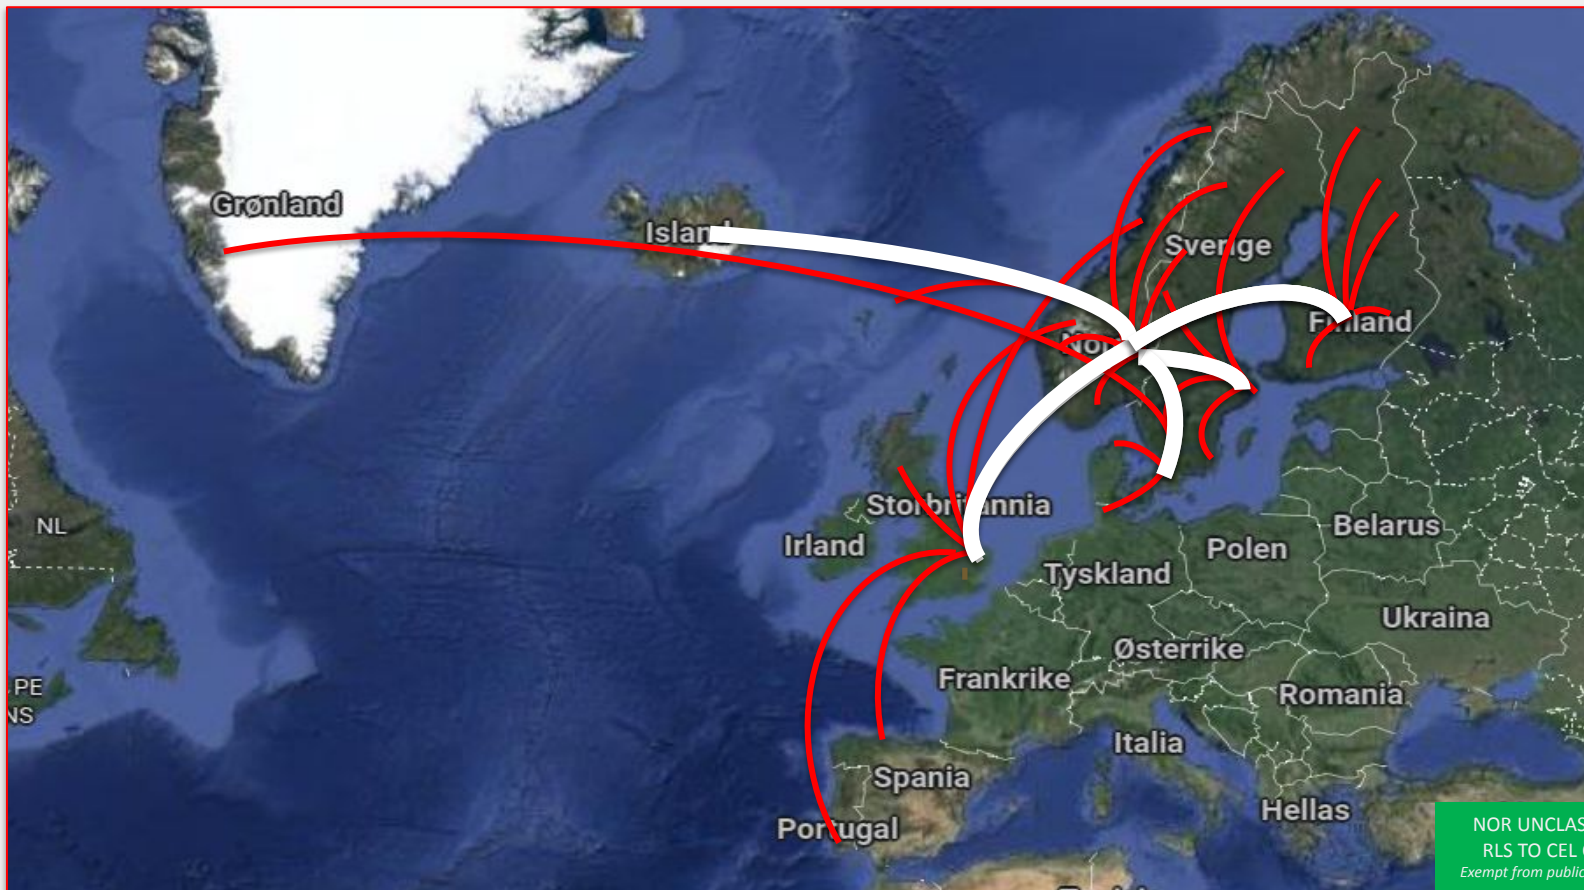 Grønland
Island
Sverige
Finland
Storbritannia
NL
Irland
Belarus
Polen
Tyskland
Ukraina
Østerrike
PE
Frankrike
NS
Romania
Italia
Spania
Hellas
Portugal
NOR UNCLAS
RLS TO CEL
Exempt from public